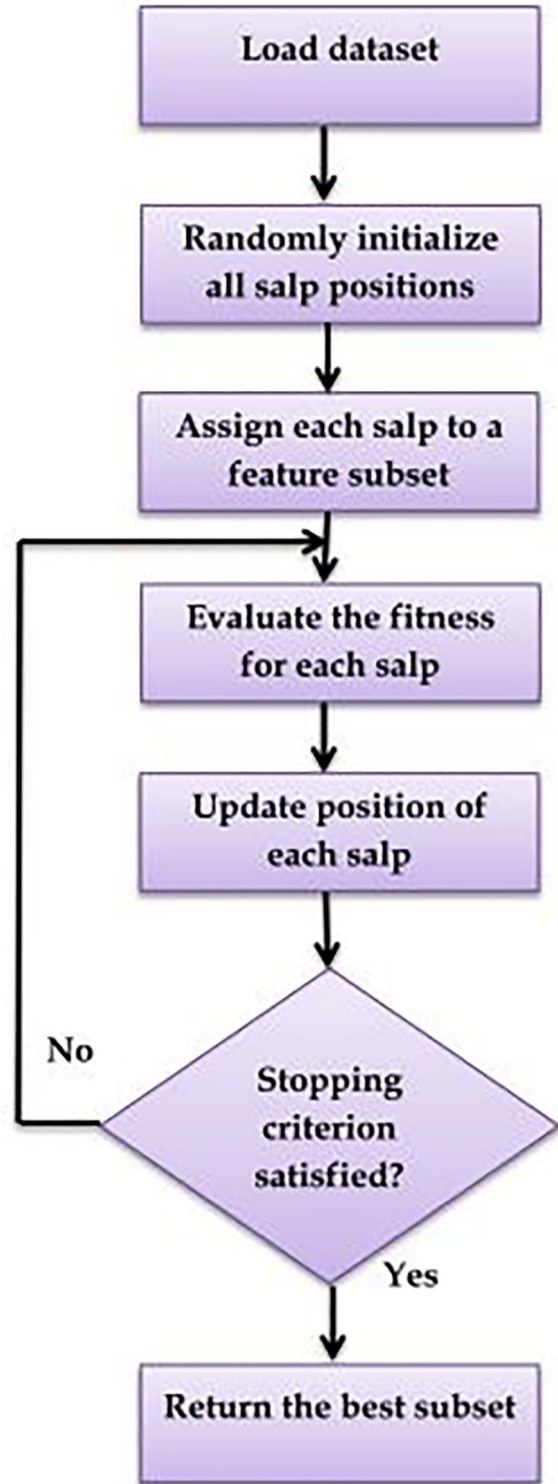 Load dataset
Randomly initialize
all salp positions
Assign each salp to a
feature subset
Evaluate the fitness
for each salp
Update position of
each salp
No
Stopping
criterion
satisfied?
Yes
Return the best subset